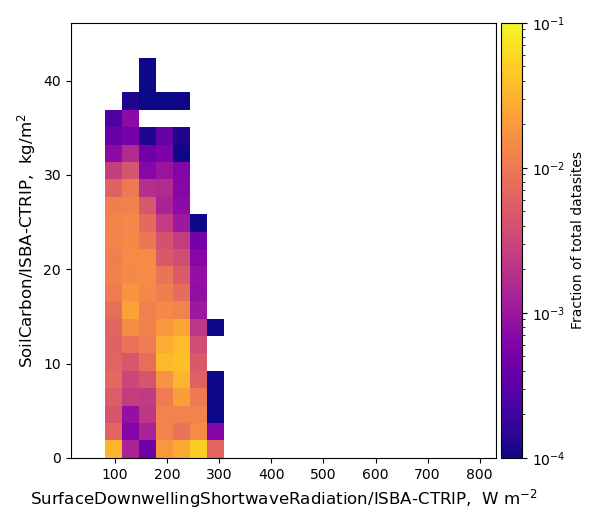 40
30
20
10
0
100 200 300 400 500 600 700 800
SoilCarbon/ISBA-CTRIP, kg/m²
SurfaceDownwellingShortwaveRadiation/ISBA-CTRIP, W m⁻²
10⁻¹
10⁻²
10⁻³
10⁻⁴
Fraction of total datasites